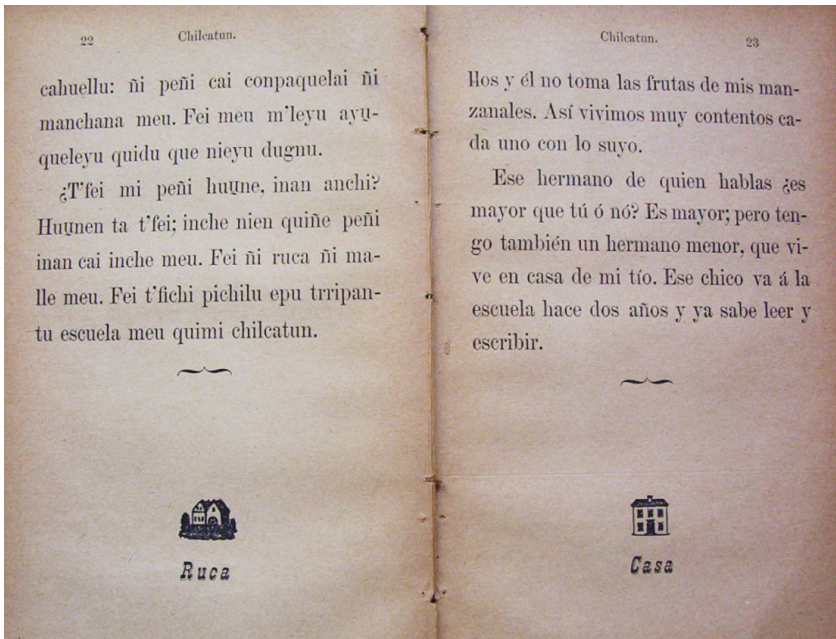 22
Chilcatun.
cahuellu: ñi peñi cai conpaquelai ñi
manchana meu. Fei meu m'leyu ayu̱-
queleyu quidu que nieyu dugnu.
¿T'fei mi peñi huu̱ne, inan anchi?
Huu̱nen ta t'fei; inche nien quiñe peñi
inan cai inche meu. Fei ñi ruca ñi ma-
lle meu. Fei t'fichi pichilu epu trripan-
tu escuela meu quimi chilcatun.
Ruca
Chilcatun.
23
llos y él no toma las frutas de mis man-
zanales. Así vivimos muy contentos ca-
da uno con lo suyo.
Ese hermano de quien hablas ¿es
mayor que tú ó nó? Es mayor; pero ten-
go también un hermano menor, que vi-
ve en casa de mi tío. Ese chico va á la
escuela hace dos años y ya sabe leer y
escribir.
Casa